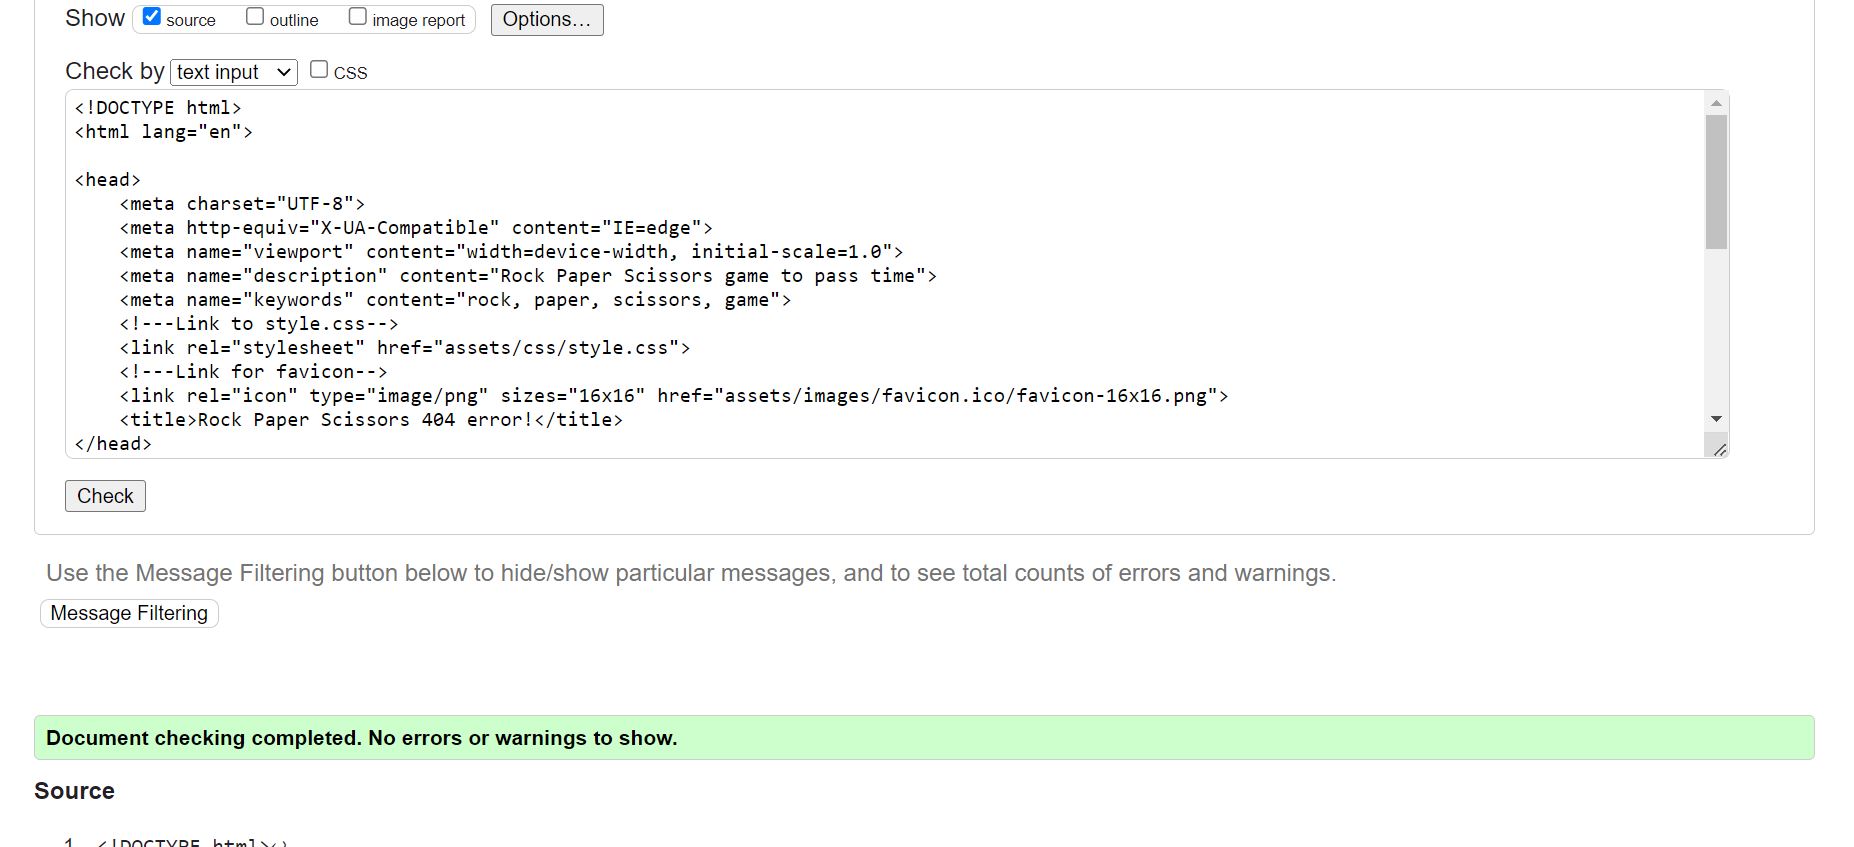 Show source outline image report Options...
Check by text input CSS
<!DOCTYPE html>
<html lang="en">
<head>
    <meta charset="UTF-8">
    <meta http-equiv="X-UA-Compatible" content="IE=edge">
    <meta name="viewport" content="width=device-width, initial-scale=1.0">
    <meta name="description" content="Rock Paper Scissors game to pass time">
    <meta name="keywords" content="rock, paper, scissors, game">
    <!---Link to style.css-->
    <link rel="stylesheet" href="assets/css/style.css">
    <!---Link for favicon-->
    <link rel="icon" type="image/png" sizes="16x16" href="assets/images/favicon.ico/favicon-16x16.png">
    <title>Rock Paper Scissors 404 error!</title>
</head>
Check
Use the Message Filtering button below to hide/show particular messages, and to see total counts of errors and warnings.
Message Filtering
Document checking completed. No errors or warnings to show.
Source
1. <!DOCTYPE html>↩